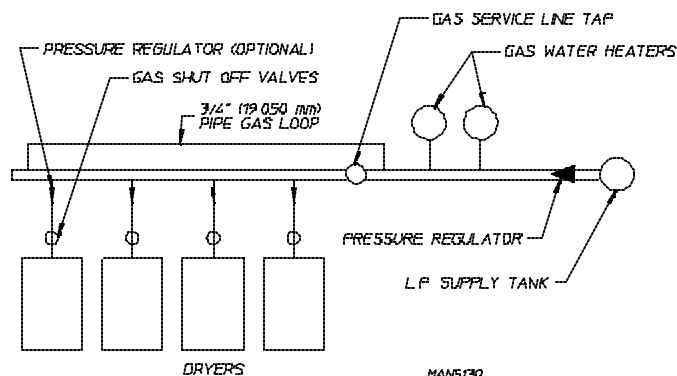 GAS SERVICE LINE TAP
PRESSURE REGULATOR (OPTIONAL)
GAS WATER HEATERS
GAS SHUT OFF VALVES
3/4" (19.050 mm)
PIPE GAS LOOP
PRESSURE REGULATOR
L.P. SUPPLY TANK
DRYERS
MAN5130